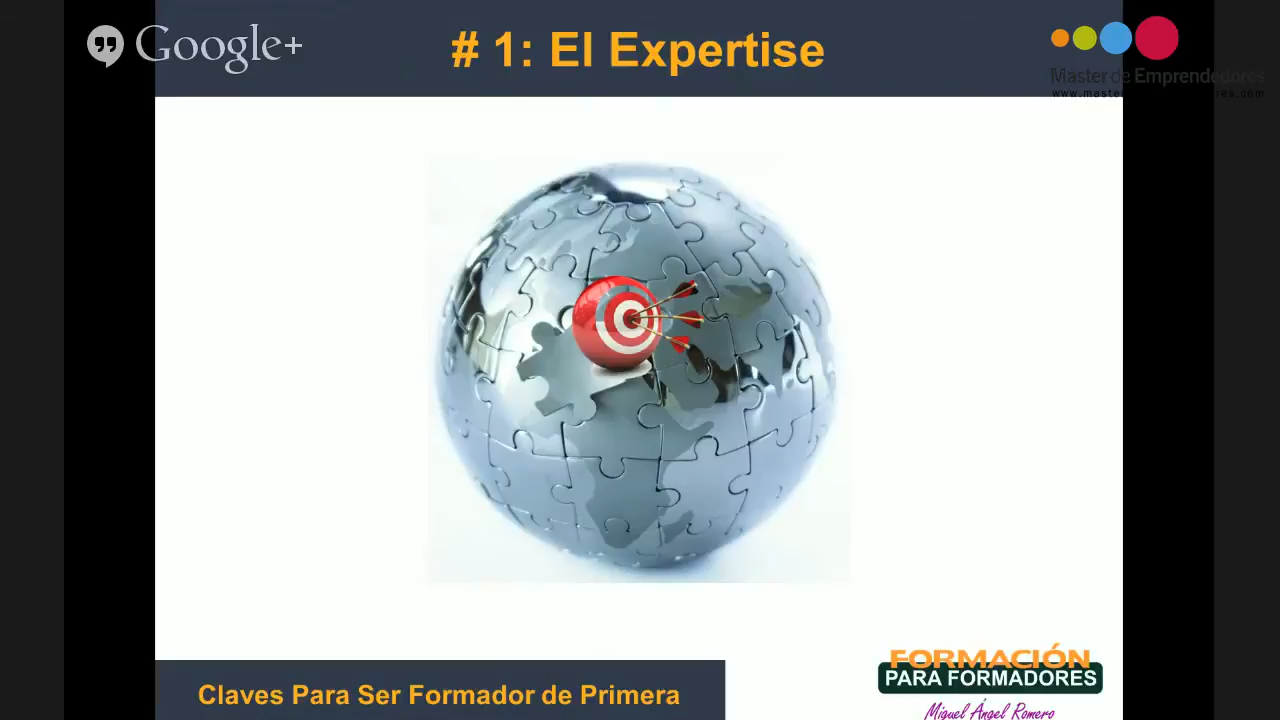 Google+
# 1: El Expertise
Master de Emprendedores
Claves Para Ser Formador de Primera
FORMACIÓN
PARA FORMADORES
Miguel Ángel Romero